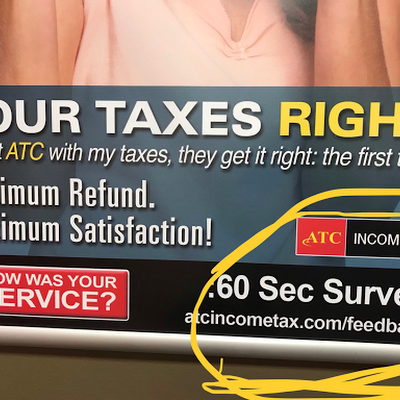 OUR TAXES RIGH
t ATC with my taxes, they get it right: the first t
imum Refund.
imum Satisfaction!
ATC INCOM
OW WAS YOUR
ERVICE?
:60 Sec Surve
atcincometax.com/feedba